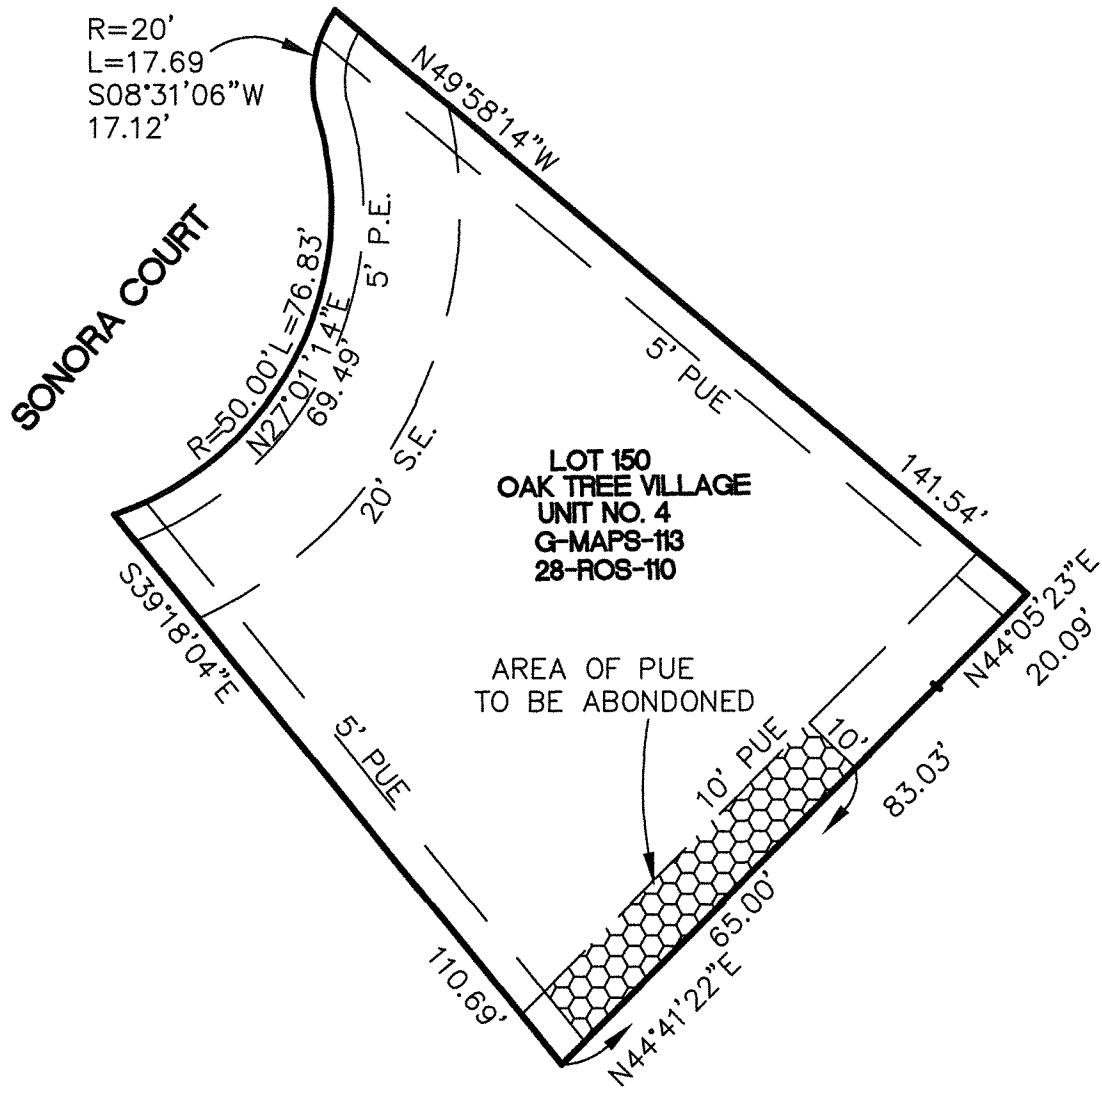 R=20'
L=17.69
S08°31'06"W
17.12'
N49°58'14"W
SONORA COURT
R=50.00' L=76.83'
N27°01'14"E
69.49'
5' P.E.
20' S.E.
5' PUE
141.54'
LOT 150
OAK TREE VILLAGE
UNIT NO. 4
G-MAPS-113
28-ROS-110
N44°05'23"E
20.09'
S39°18'04"E
AREA OF PUE
TO BE ABONDONED
5' PUE
10' PUE
10'
83.03'
65.00'
110.69'
N44°41'22"E